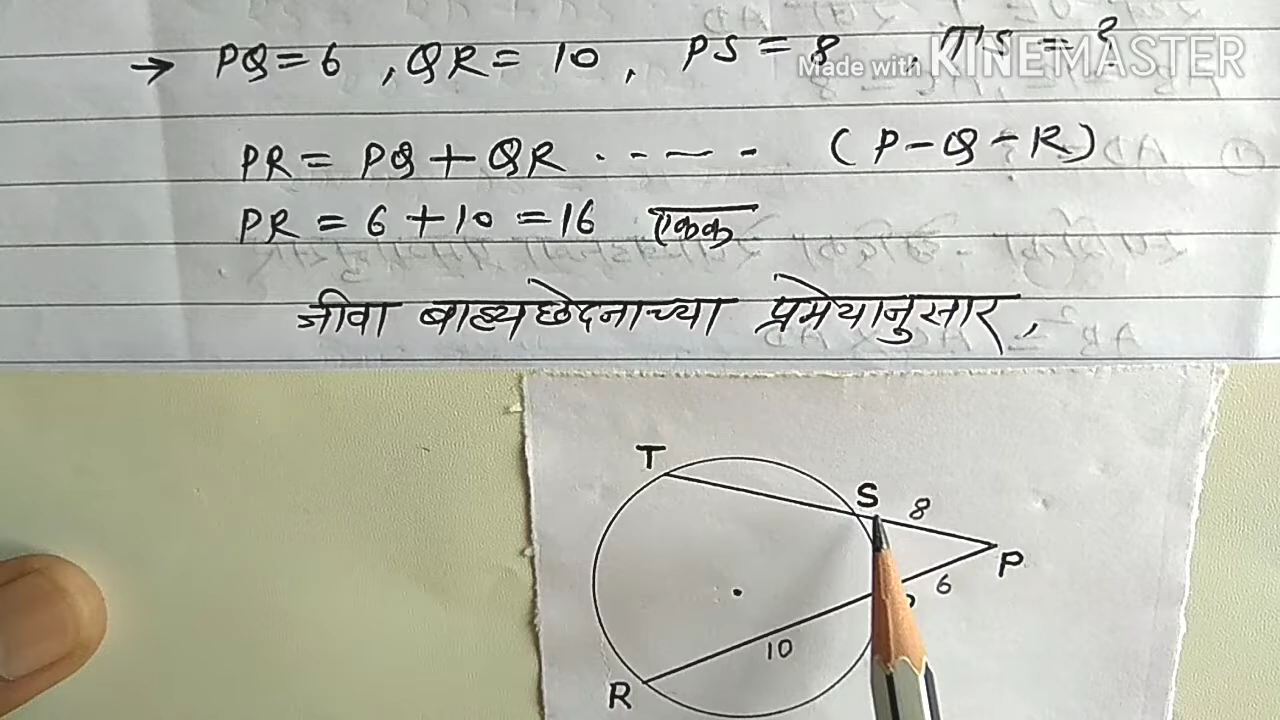 → PQ = 6 , QR = 10 , PS = 8 , TS = ?
Made with KINEMASTER
PR = PQ + QR ..---- (P-Q-R)
PR = 6 + 10 = 16 एकक
जीवा बाह्यछेदनाच्या प्रमेयानुसार,
T
S 8
P
6
10
R